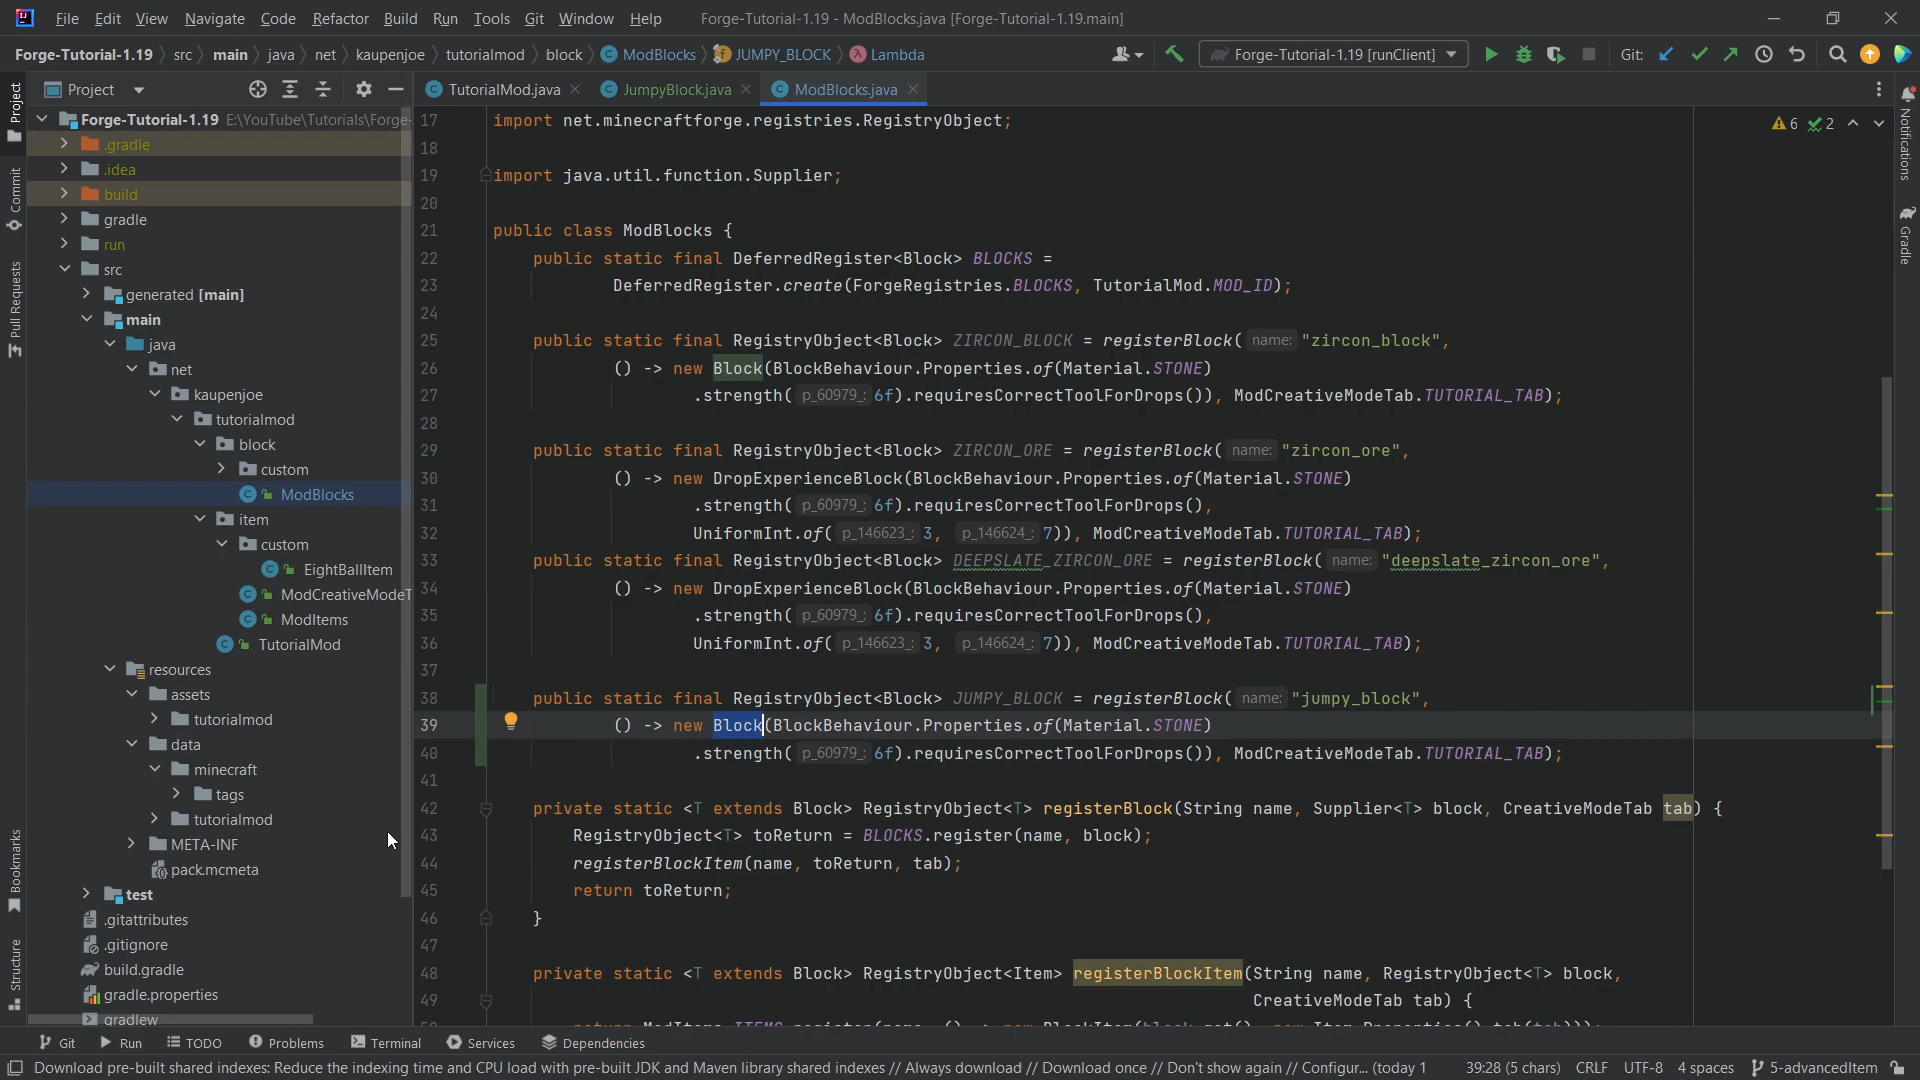 File Edit View Navigate Code Refactor Build Run Tools Git Window Help Forge-Tutorial-1.19 - ModBlocks.java [Forge-Tutorial-1.19.main]
Forge-Tutorial-1.19 src main java net kaupenjoe tutorialmod block ModBlocks JUMPY_BLOCK Lambda Forge-Tutorial-1.19 [runClient] Git:
Project TutorialMod.java JumpyBlock.java ModBlocks.java
Project
Commit
Pull Requests
Bookmarks
Structure
Forge-Tutorial-1.19 E:\YouTube\Tutorials\Forge-
.gradle
.idea
build
gradle
run
src
generated [main]
main
java
net
kaupenjoe
tutorialmod
block
custom
ModBlocks
item
custom
EightBallItem
ModCreativeModeT
ModItems
TutorialMod
resources
assets
tutorialmod
data
minecraft
tags
tutorialmod
META-INF
pack.mcmeta
test
.gitattributes
.gitignore
build.gradle
gradle.properties
gradlew
6 2
17 import net.minecraftforge.registries.RegistryObject;
18
19 import java.util.function.Supplier;
20
21 public class ModBlocks {
22 public static final DeferredRegister<Block> BLOCKS =
23 DeferredRegister.create(ForgeRegistries.BLOCKS, TutorialMod.MOD_ID);
24
25 public static final RegistryObject<Block> ZIRCON_BLOCK = registerBlock( name: "zircon_block",
26 () -> new Block(BlockBehaviour.Properties.of(Material.STONE)
27 .strength( p_60979_: 6f).requiresCorrectToolForDrops()), ModCreativeModeTab.TUTORIAL_TAB);
28
29 public static final RegistryObject<Block> ZIRCON_ORE = registerBlock( name: "zircon_ore",
30 () -> new DropExperienceBlock(BlockBehaviour.Properties.of(Material.STONE)
31 .strength( p_60979_: 6f).requiresCorrectToolForDrops(),
32 UniformInt.of( p_146623_: 3, p_146624_: 7)), ModCreativeModeTab.TUTORIAL_TAB);
33 public static final RegistryObject<Block> DEEPSLATE_ZIRCON_ORE = registerBlock( name: "deepslate_zircon_ore",
34 () -> new DropExperienceBlock(BlockBehaviour.Properties.of(Material.STONE)
35 .strength( p_60979_: 6f).requiresCorrectToolForDrops(),
36 UniformInt.of( p_146623_: 3, p_146624_: 7)), ModCreativeModeTab.TUTORIAL_TAB);
37
38 public static final RegistryObject<Block> JUMPY_BLOCK = registerBlock( name: "jumpy_block",
39 () -> new Block(BlockBehaviour.Properties.of(Material.STONE)
40 .strength( p_60979_: 6f).requiresCorrectToolForDrops()), ModCreativeModeTab.TUTORIAL_TAB);
41
42 private static <T extends Block> RegistryObject<T> registerBlock(String name, Supplier<T> block, CreativeModeTab tab) {
43 RegistryObject<T> toReturn = BLOCKS.register(name, block);
44 registerBlockItem(name, toReturn, tab);
45 return toReturn;
46 }
47
48 private static <T extends Block> RegistryObject<Item> registerBlockItem(String name, RegistryObject<T> block,
49 CreativeModeTab tab) {
Notifications
Gradle
Git Run TODO Problems Terminal Services Dependencies
Download pre-built shared indexes: Reduce the indexing time and CPU load with pre-built JDK and Maven library shared indexes // Always download // Download once // Don't show again // Configur... (today 1 39:28 (5 chars) CRLF UTF-8 4 spaces 5-advancedItem